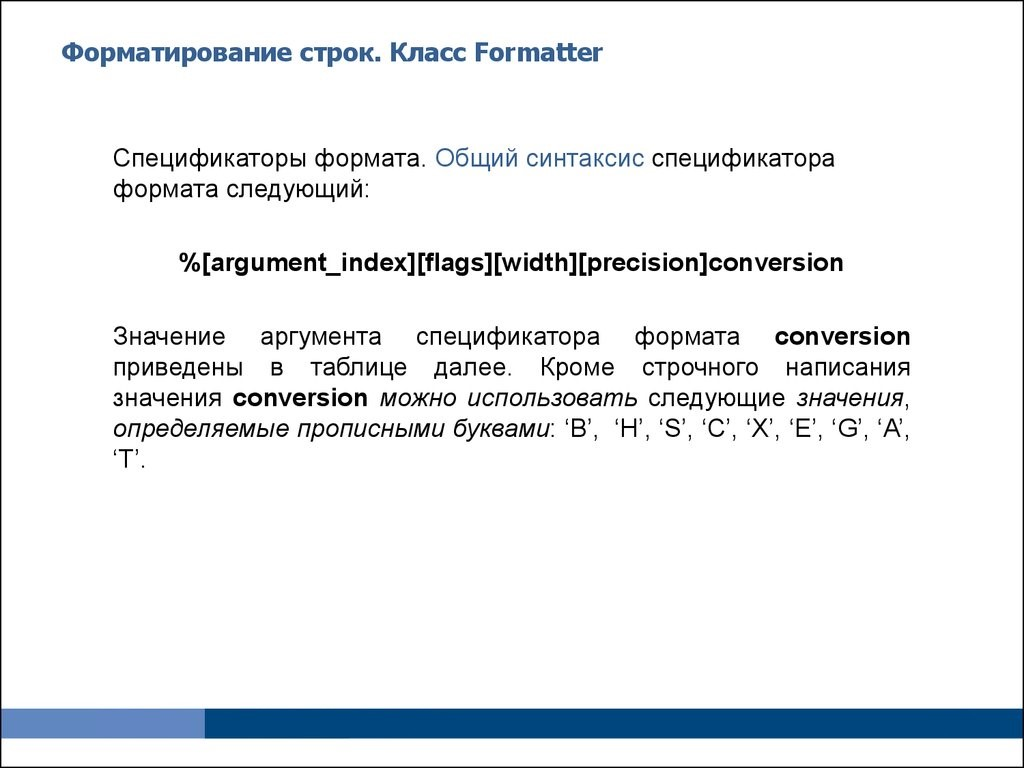 Форматирование строк. Класс Formatter
Спецификаторы формата. Общий синтаксис спецификатора
формата следующий:
%[argument_index][flags][width][precision]conversion
Значение аргумента спецификатора формата conversion
приведены в таблице далее. Кроме строчного написания
значения conversion можно использовать следующие значения,
определяемые прописными буквами: ‘B’, ‘H’, ‘S’, ‘C’, ‘X’, ‘E’, ‘G’, ‘A’,
‘T’.